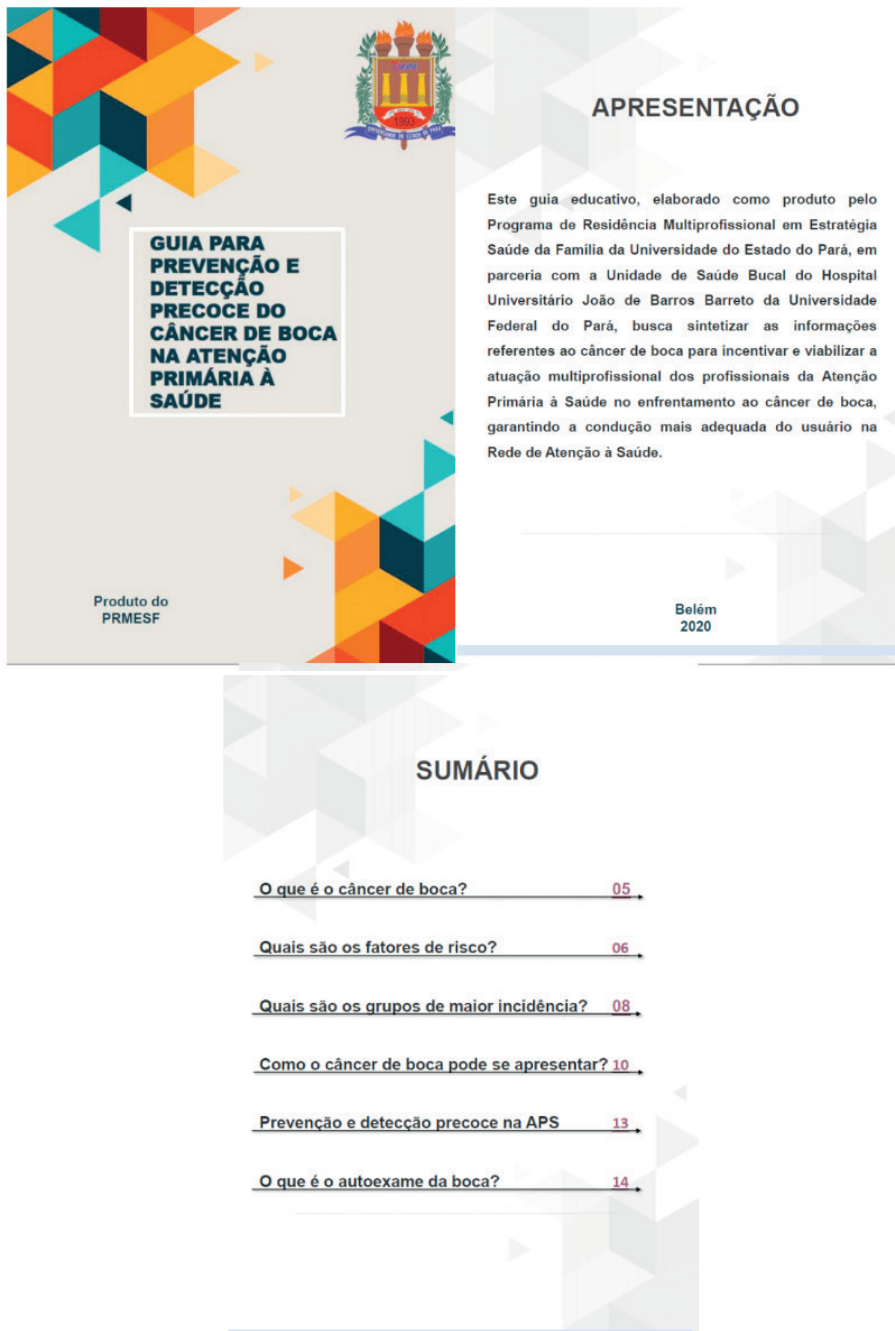 1993
UNIVERSIDADE DO ESTADO DO PARÁ
GUIA PARA
PREVENÇÃO E
DETECÇÃO
PRECOCE DO
CÂNCER DE BOCA
NA ATENÇÃO
PRIMÁRIA À
SAÚDE
Produto do
PRMESF
APRESENTAÇÃO
Este guia educativo, elaborado como produto pelo
Programa de Residência Multiprofissional em Estratégia
Saúde da Família da Universidade do Estado do Pará, em
parceria com a Unidade de Saúde Bucal do Hospital
Universitário João de Barros Barreto da Universidade
Federal do Pará, busca sintetizar as informações
referentes ao câncer de boca para incentivar e viabilizar a
atuação multiprofissional dos profissionais da Atenção
Primária à Saúde no enfrentamento ao câncer de boca,
garantindo a condução mais adequada do usuário na
Rede de Atenção à Saúde.
Belém
2020
SUMÁRIO
O que é o câncer de boca? 05
Quais são os fatores de risco? 06
Quais são os grupos de maior incidência? 08
Como o câncer de boca pode se apresentar? 10
Prevenção e detecção precoce na APS 13
O que é o autoexame da boca? 14